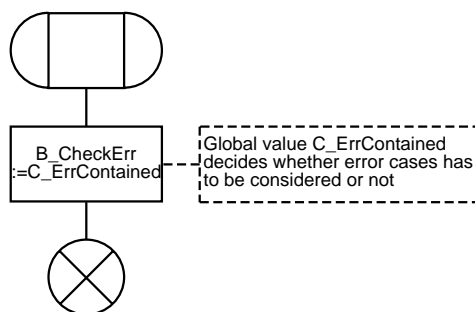 B_CheckErr
:=C_ErrContained
Global value C_ErrContained
decides whether error cases has
to be considered or not